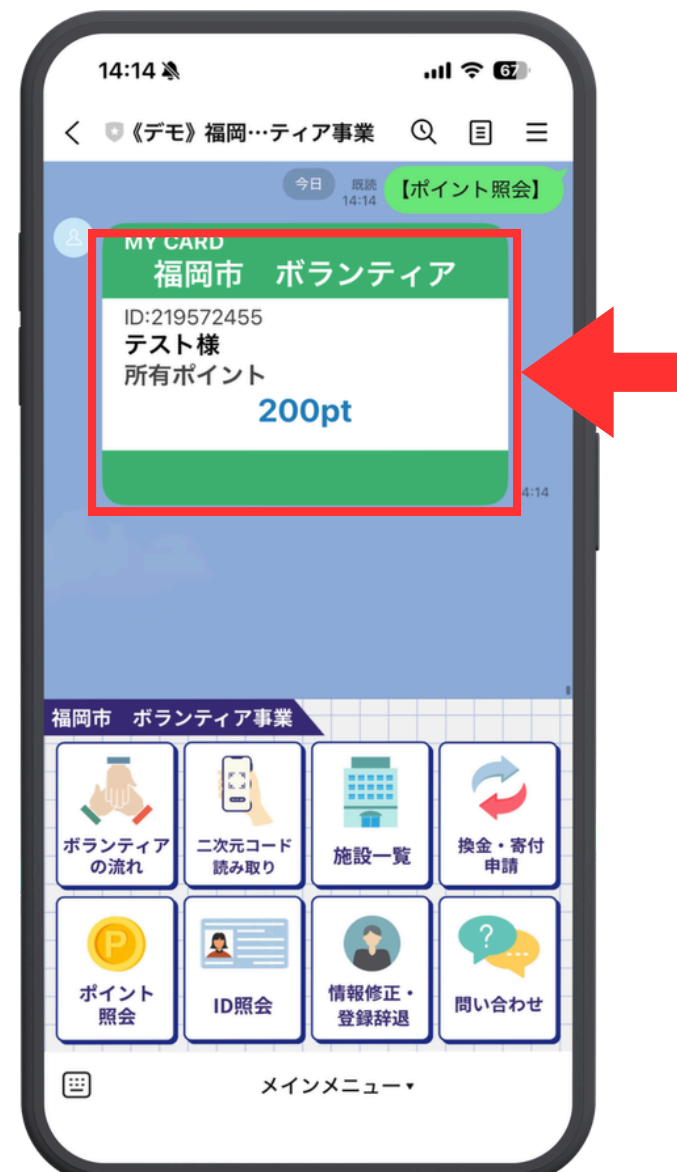 14:14
67
《デモ》福岡…ティア事業
今日
既読
14:14
【ポイント照会】
MY CARD
福岡市 ボランティア
ID:219572455
テスト様
所有ポイント
200pt
4:14
福岡市 ボランティア事業
ボランティア
の流れ
二次元コード
読み取り
施設一覧
換金・寄付
申請
P
ポイント
照会
ID照会
情報修正・
登録辞退
?
問い合わせ
メインメニュー▾